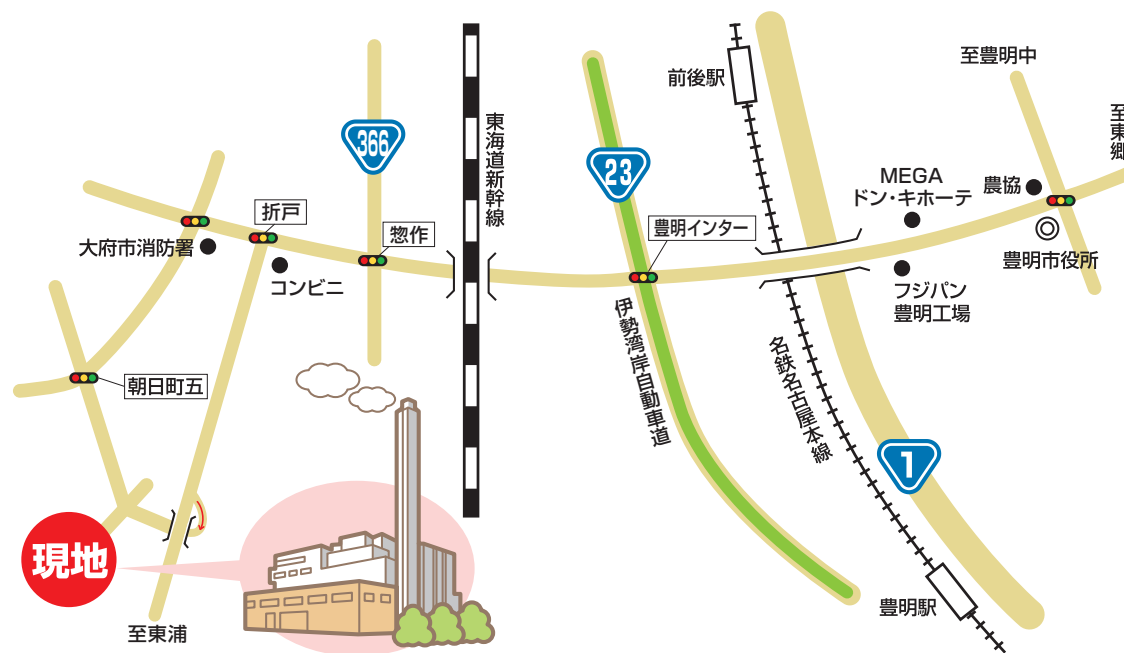 至豊明中
前後駅
至東郷
366
東海道新幹線
23
MEGA
ドン・キホーテ
農協
折戸
惣作
豊明インター
大府市消防署
コンビニ
豊明市役所
フジパン
豊明工場
伊勢湾岸自動車道
名鉄名古屋本線
朝日町五
1
現地
豊明駅
至東浦